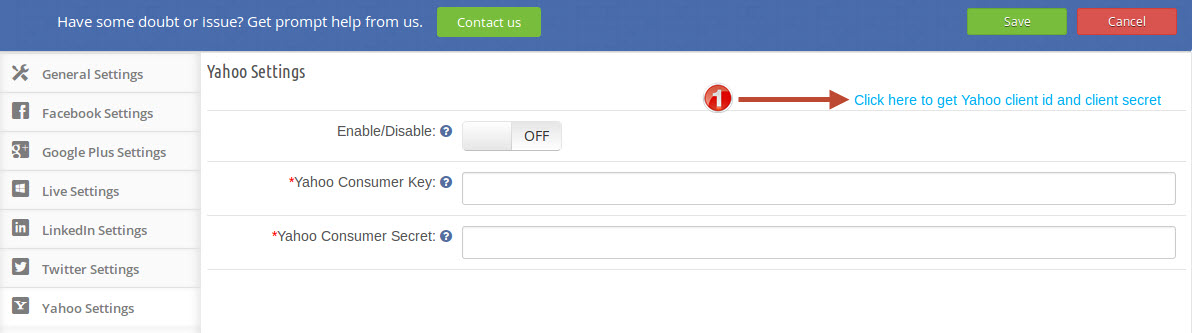 Have some doubt or issue? Get prompt help from us. Contact us Save Cancel
General Settings
Facebook Settings
Google Plus Settings
Live Settings
LinkedIn Settings
Twitter Settings
Yahoo Settings
Yahoo Settings
1 Click here to get Yahoo client id and client secret
Enable/Disable: ? OFF
*Yahoo Consumer Key: ?
*Yahoo Consumer Secret: ?